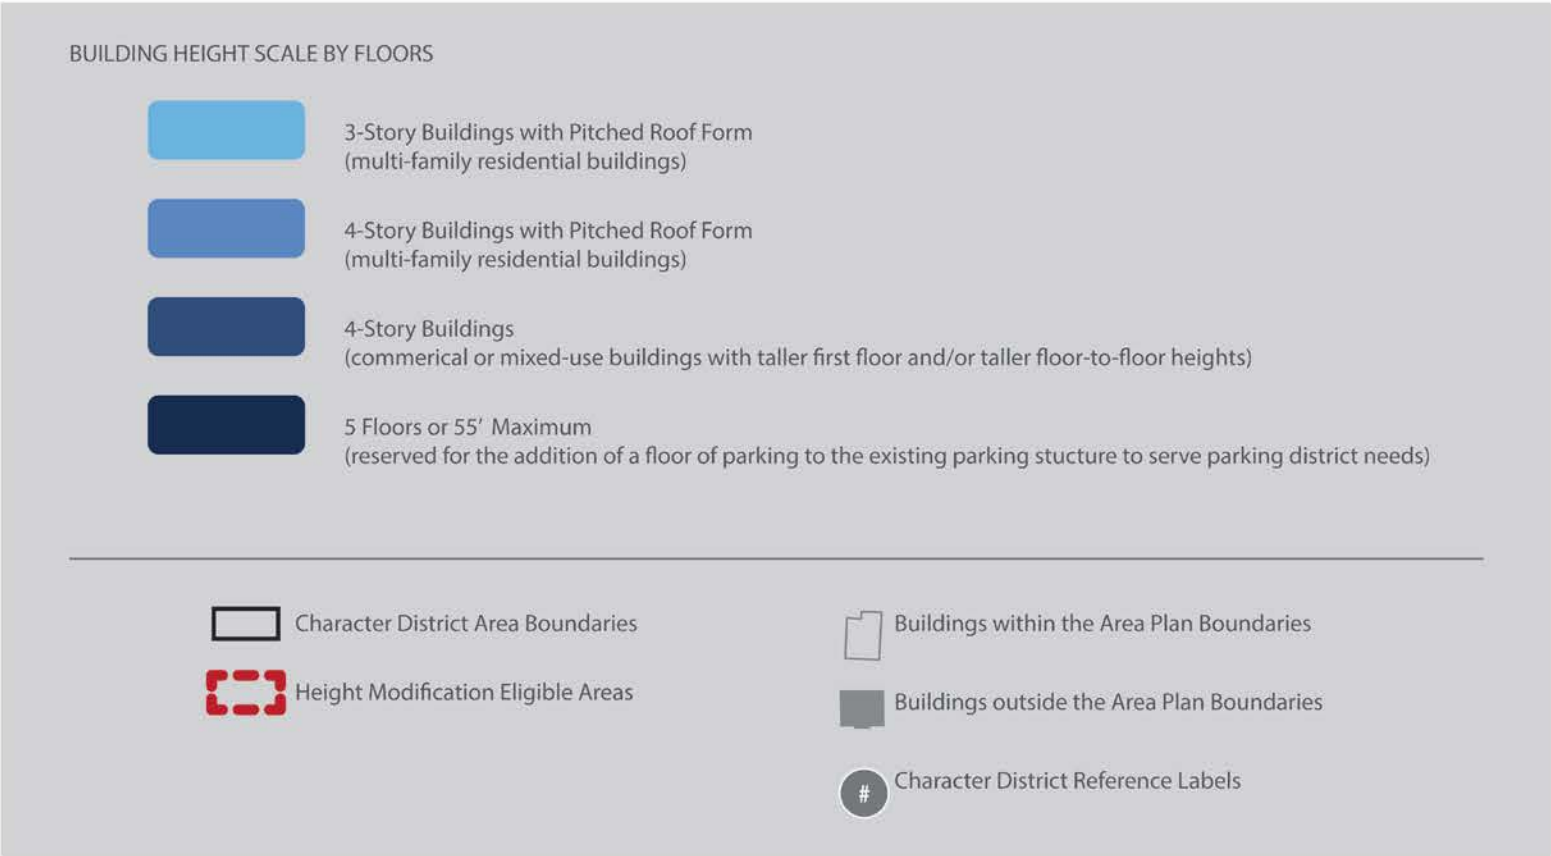 BUILDING HEIGHT SCALE BY FLOORS
3-Story Buildings with Pitched Roof Form
(multi-family residential buildings)
4-Story Buildings with Pitched Roof Form
(multi-family residential buildings)
4-Story Buildings
(commerical or mixed-use buildings with taller first floor and/or taller floor-to-floor heights)
5 Floors or 55’ Maximum
(reserved for the addition of a floor of parking to the existing parking stucture to serve parking district needs)
Character District Area Boundaries
Height Modification Eligible Areas
Buildings within the Area Plan Boundaries
Buildings outside the Area Plan Boundaries
# Character District Reference Labels